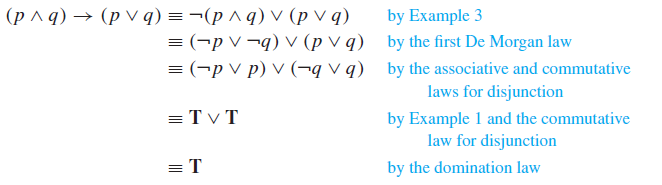 (p ∧ q) → (p ∨ q) ≡ ¬(p ∧ q) ∨ (p ∨ q) by Example 3
≡ (¬p ∨ ¬q) ∨ (p ∨ q) by the first De Morgan law
≡ (¬p ∨ p) ∨ (¬q ∨ q) by the associative and commutative
laws for disjunction
≡ T ∨ T by Example 1 and the commutative
law for disjunction
≡ T by the domination law